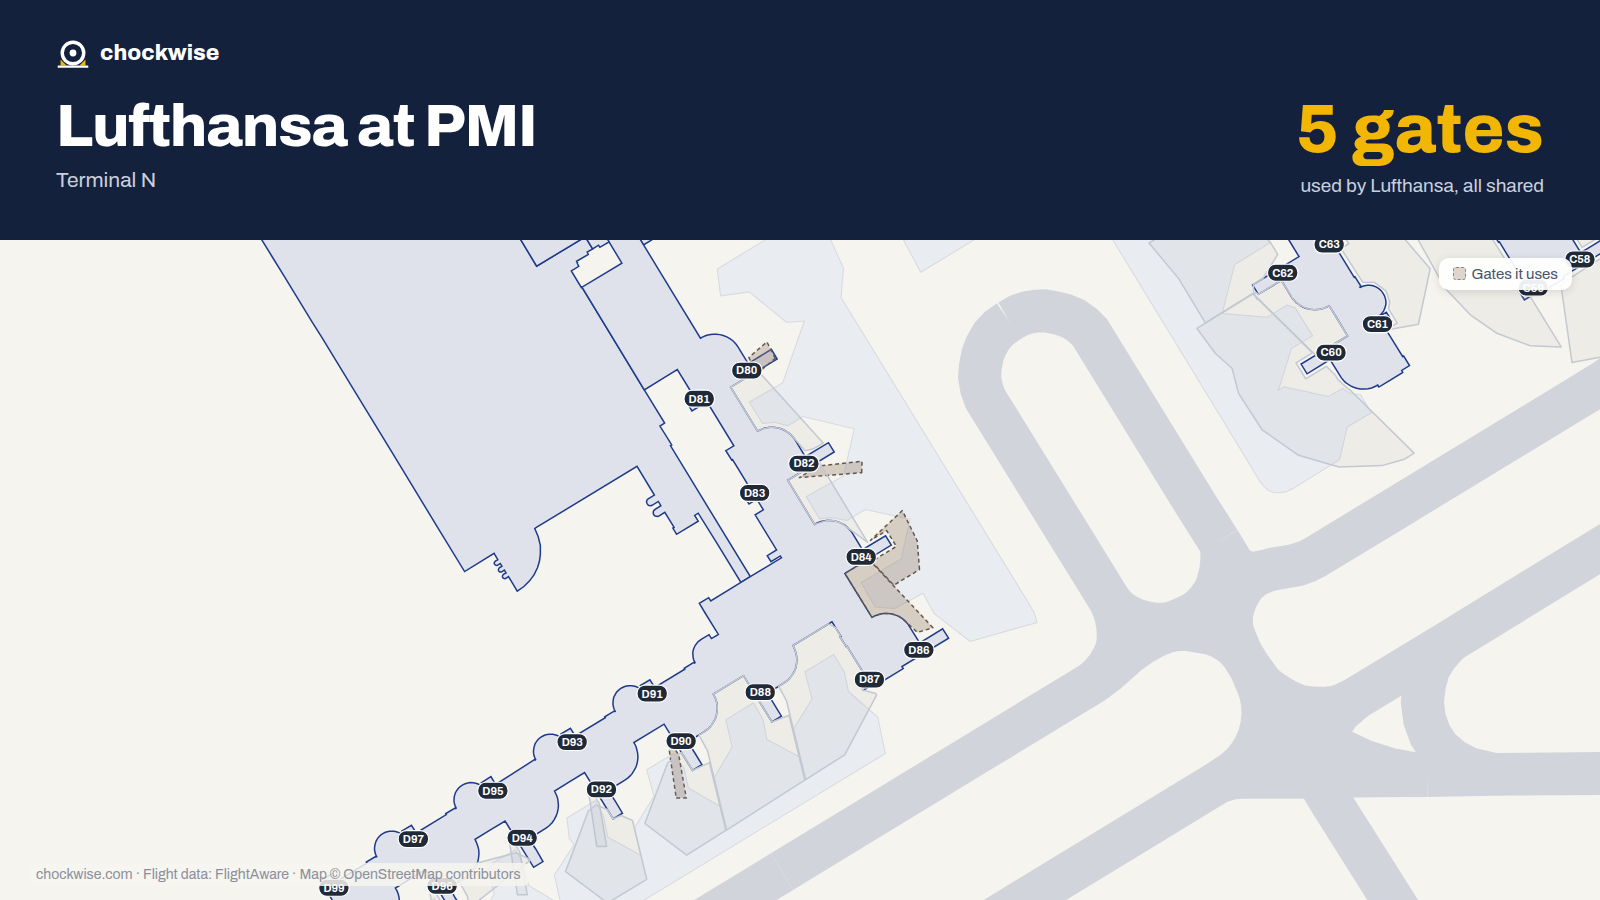 chockwise
Lufthansa at PMI
Terminal N
5 gates
used by Lufthansa, all shared
C63
C58
C62
Gates it uses
C61
C60
D80
D81
D82
D83
D84
D86
D87
D88
D91
D90
D93
D92
D95
D94
D97
chockwise.com · Flight data: FlightAware · Map © OpenStreetMap contributors
D99
D96